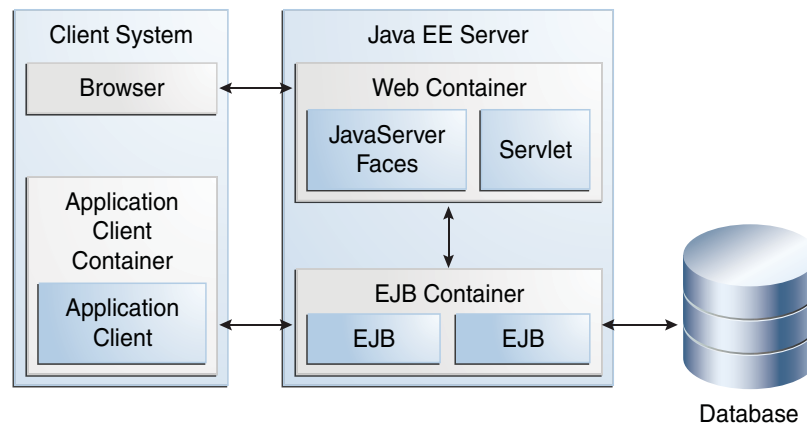 Client System
Browser
Application
Client
Container
Application
Client
Java EE Server
Web Container
JavaServer
Faces
Servlet
EJB Container
EJB
EJB
Database